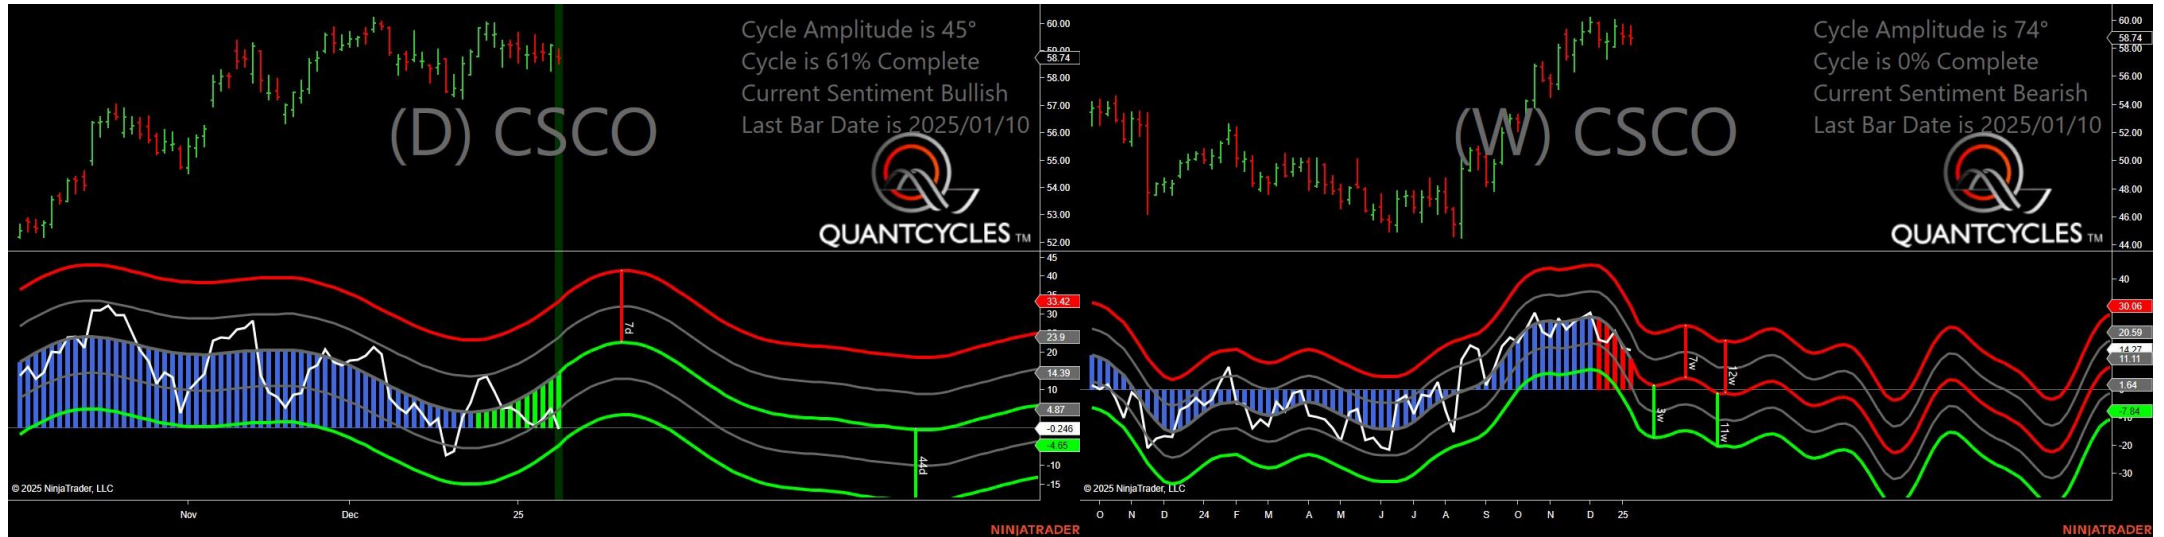 Cycle Amplitude is 45°
Cycle is 61% Complete
Current Sentiment Bullish
Last Bar Date is 2025/01/10
(D) CSCO
QUANTCYCLES TM
60.00
59.00
58.74
58.00
57.00
56.00
55.00
54.00
53.00
52.00
45
40
33.42
30
23.9
20
14.39
10
4.87
-0.246
-4.65
-10
-15
7d
44d
© 2025 NinjaTrader, LLC
Nov Dec 25
NINJATRADER
Cycle Amplitude is 74°
Cycle is 0% Complete
Current Sentiment Bearish
Last Bar Date is 2025/01/10
(W) CSCO
QUANTCYCLES TM
60.00
58.74
58.00
56.00
54.00
52.00
50.00
48.00
46.00
44.00
40
30.06
20.59
14.27
11.11
1.64
-7.84
-20
-30
7w
12w
3w
11w
© 2025 NinjaTrader, LLC
O N D 24 F M A M J J A S O N D 25
NINJATRADER